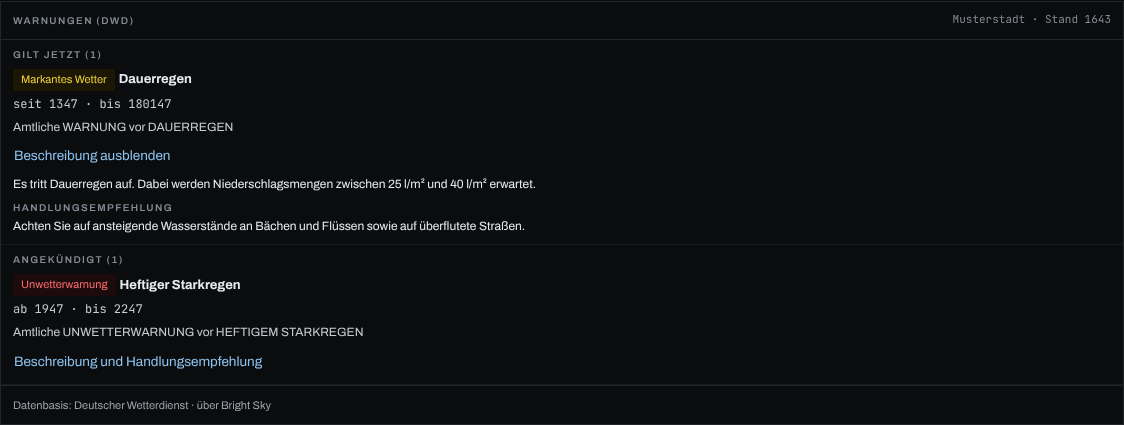 WARNUNGEN (DWD)
Musterstadt · Stand 1643
GILT JETZT (1)
Markantes Wetter Dauerregen
seit 1347 · bis 180147
Amtliche WARNUNG vor DAUERREGEN
Beschreibung ausblenden
Es tritt Dauerregen auf. Dabei werden Niederschlagsmengen zwischen 25 l/m² und 40 l/m² erwartet.
HANDLUNGSEMPFEHLUNG
Achten Sie auf ansteigende Wasserstände an Bächen und Flüssen sowie auf überflutete Straßen.
ANGEKÜNDIGT (1)
Unwetterwarnung Heftiger Starkregen
ab 1947 · bis 2247
Amtliche UNWETTERWARNUNG vor HEFTIGEM STARKREGEN
Beschreibung und Handlungsempfehlung
Datenbasis: Deutscher Wetterdienst · über Bright Sky